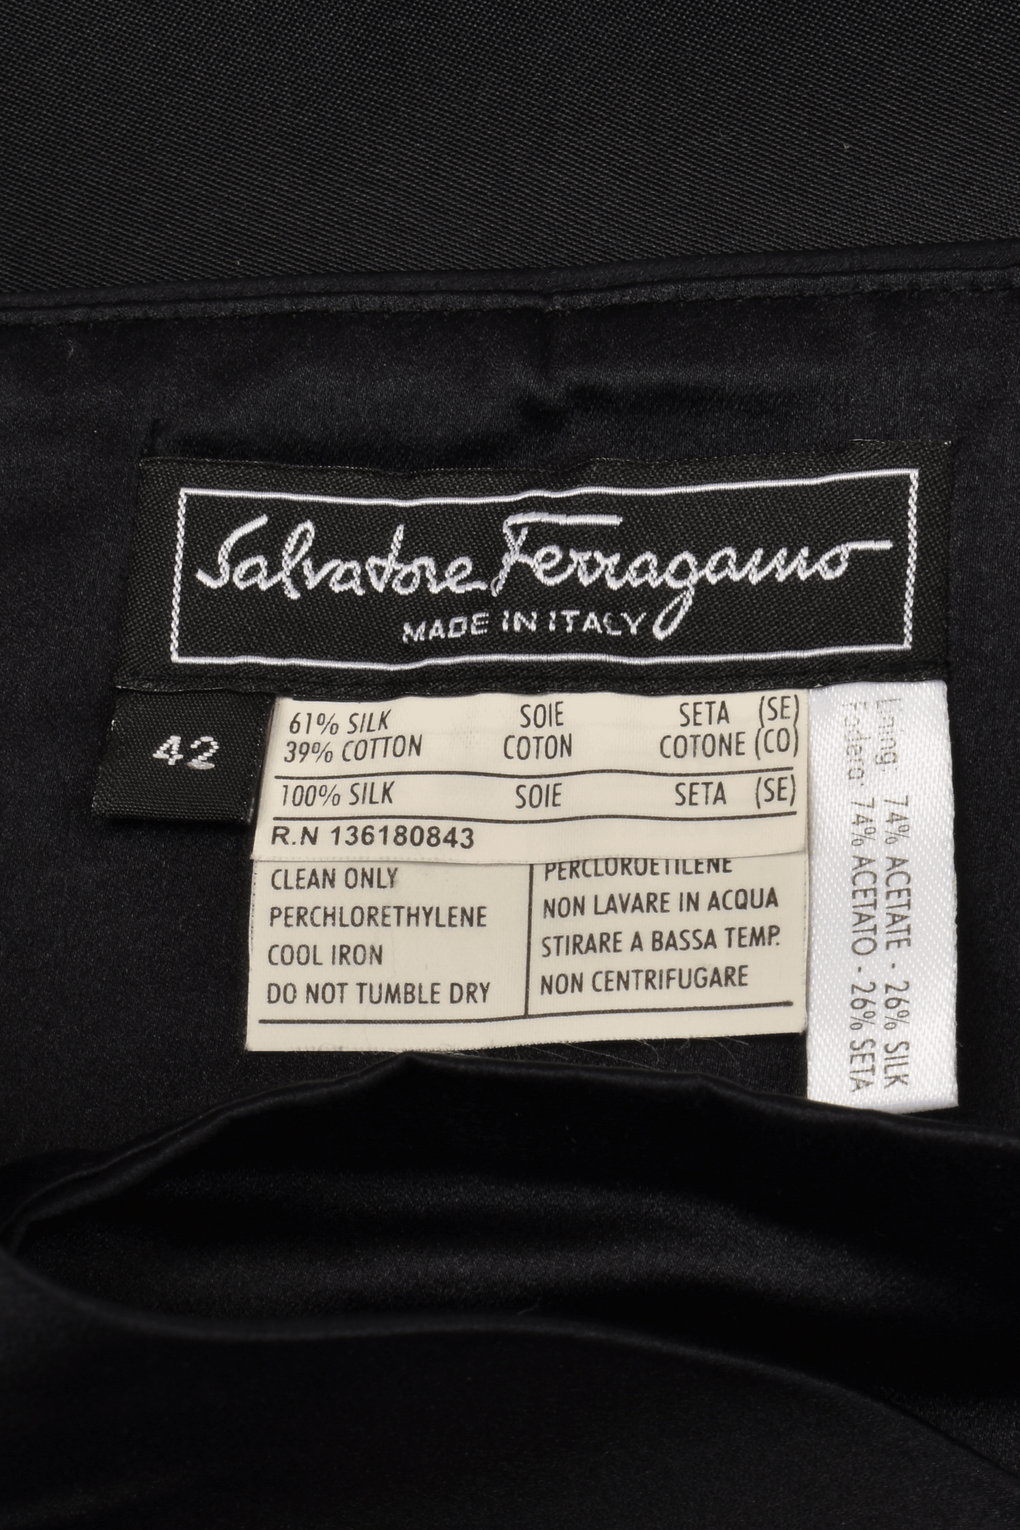 Salvatore Ferragamo
MADE IN ITALY
42
61% SILK SOIE SETA (SE)
39% COTTON COTON COTONE (CO)
100% SILK SOIE SETA (SE)
R.N 136180843
CLEAN ONLY
PERCHLORETHYLENE
COOL IRON
DO NOT TUMBLE DRY
PERCLOROETILENE
NON LAVARE IN ACQUA
STIRARE A BASSA TEMP.
NON CENTRIFUGARE
Lining: 74% ACETATE - 26% SILK
Fodera: 74% ACETATO - 26% SETA